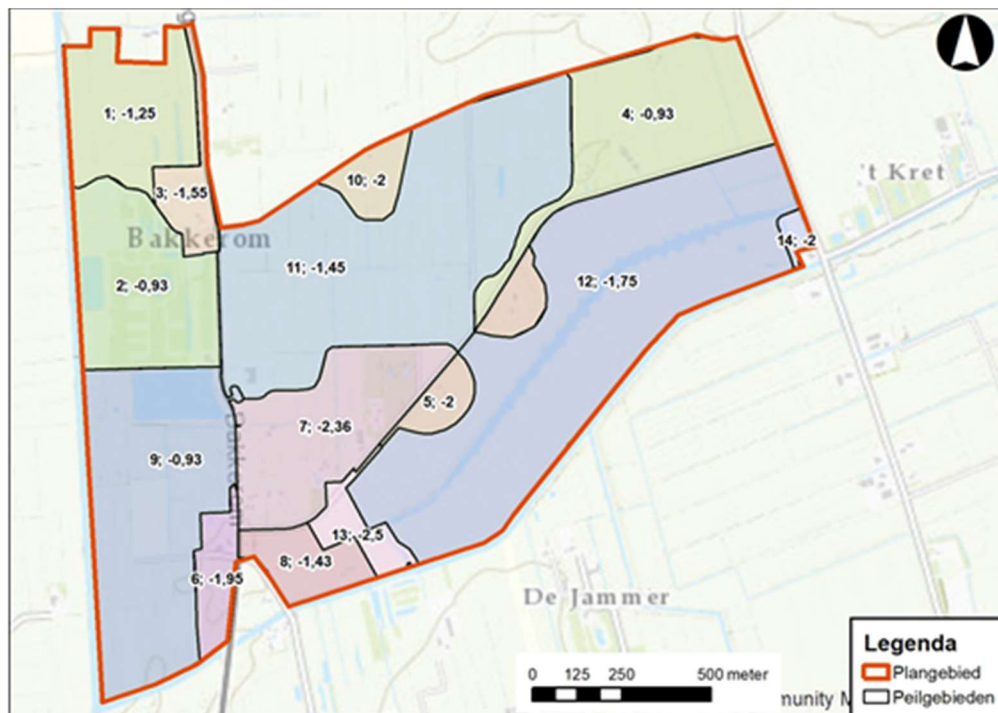 1; -1,25
4; -0,93
't Kret
10; -2
3; -1,55
Bakkerom
14; -2
11; -1,45
12; -1,75
2; -0,93
5; -2
7; -2,36
9; -0,93
13; -2,5
8; -1,43
6; -1,95
De Jammer
0 125 250 500 meter
Legenda
Plangebied
Peilgebieden
munity M